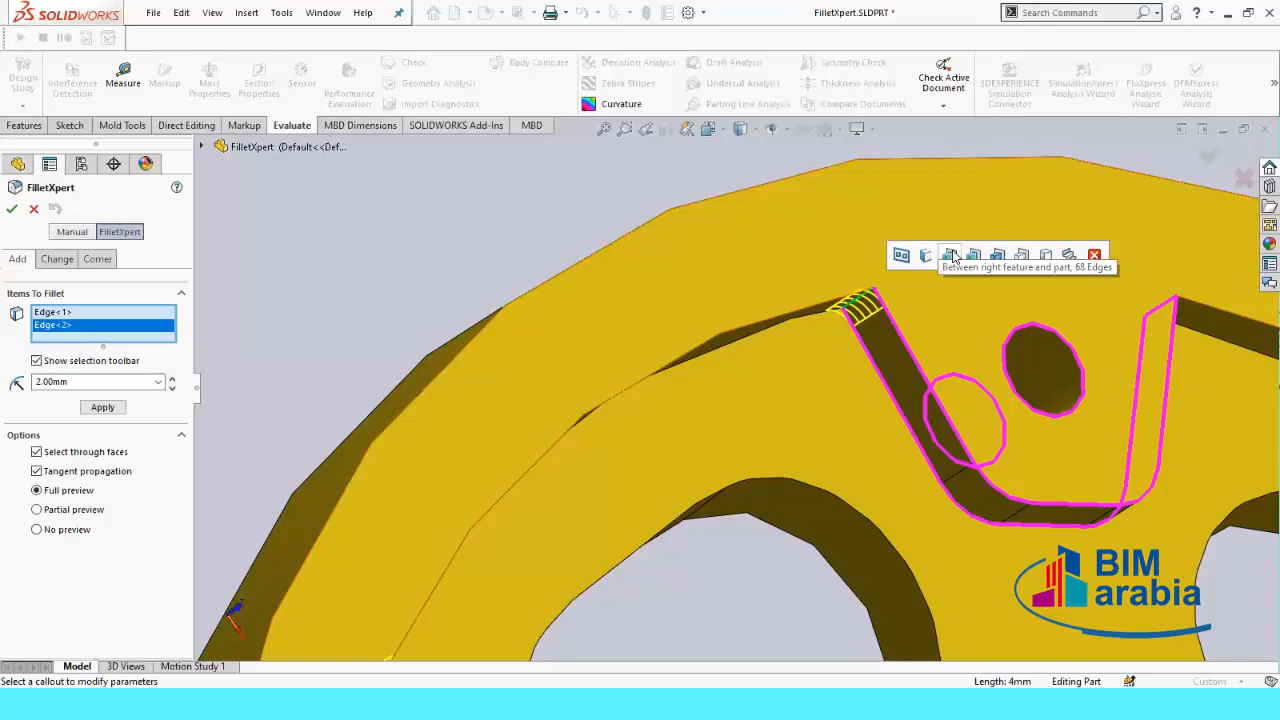 SOLIDWORKS File Edit View Insert Tools Window Help FilletXpert.SLDPRT * Search Commands
Design Study Interference Detection Measure Markup Mass Properties Section Properties Sensor Performance Evaluation Check Body Compare Deviation Analysis Draft Analysis Symmetry Check Check Active Document 3DEXPERIENCE Simulation Connector SimulationXpress Analysis Wizard FloXpress Analysis Wizard DFMXpress Analysis Wizard
Geometry Analysis Zebra Stripes Undercut Analysis Thickness Analysis
Import Diagnostics Curvature Parting Line Analysis Compare Documents
Features Sketch Mold Tools Direct Editing Markup Evaluate MBD Dimensions SOLIDWORKS Add-Ins MBD
FilletXpert (Default<<Def...
FilletXpert
Manual FilletXpert
Add Change Corner
Items To Fillet
Edge<1>
Edge<2>
Show selection toolbar
2.00mm
Apply
Options
Select through faces
Tangent propagation
Full preview
Partial preview
No preview
Between right feature and part, 68 Edges
BIM
arabia
Model 3D Views Motion Study 1
Select a callout to modify parameters Length: 4mm Editing Part Custom